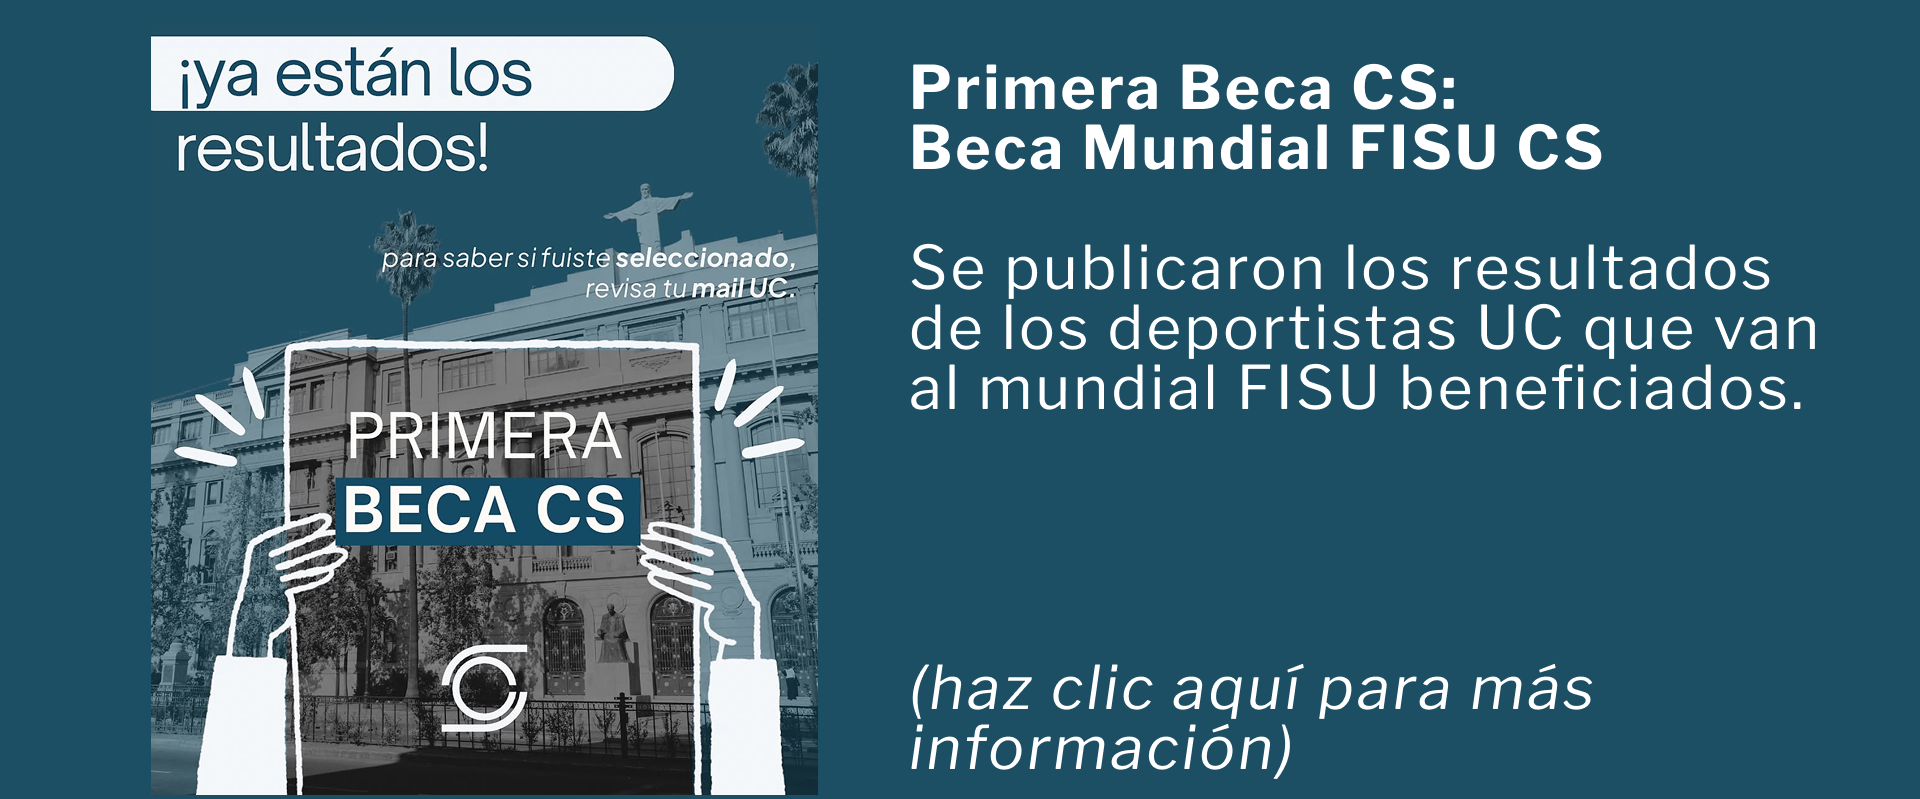 ¡ya están los
resultados!
para saber si fuiste seleccionado,
revisa tu mail UC.
PRIMERA
BECA CS
Primera Beca CS:
Beca Mundial FISU CS
Se publicaron los resultados
de los deportistas UC que van
al mundial FISU beneficiados.
(haz clic aquí para más
información)